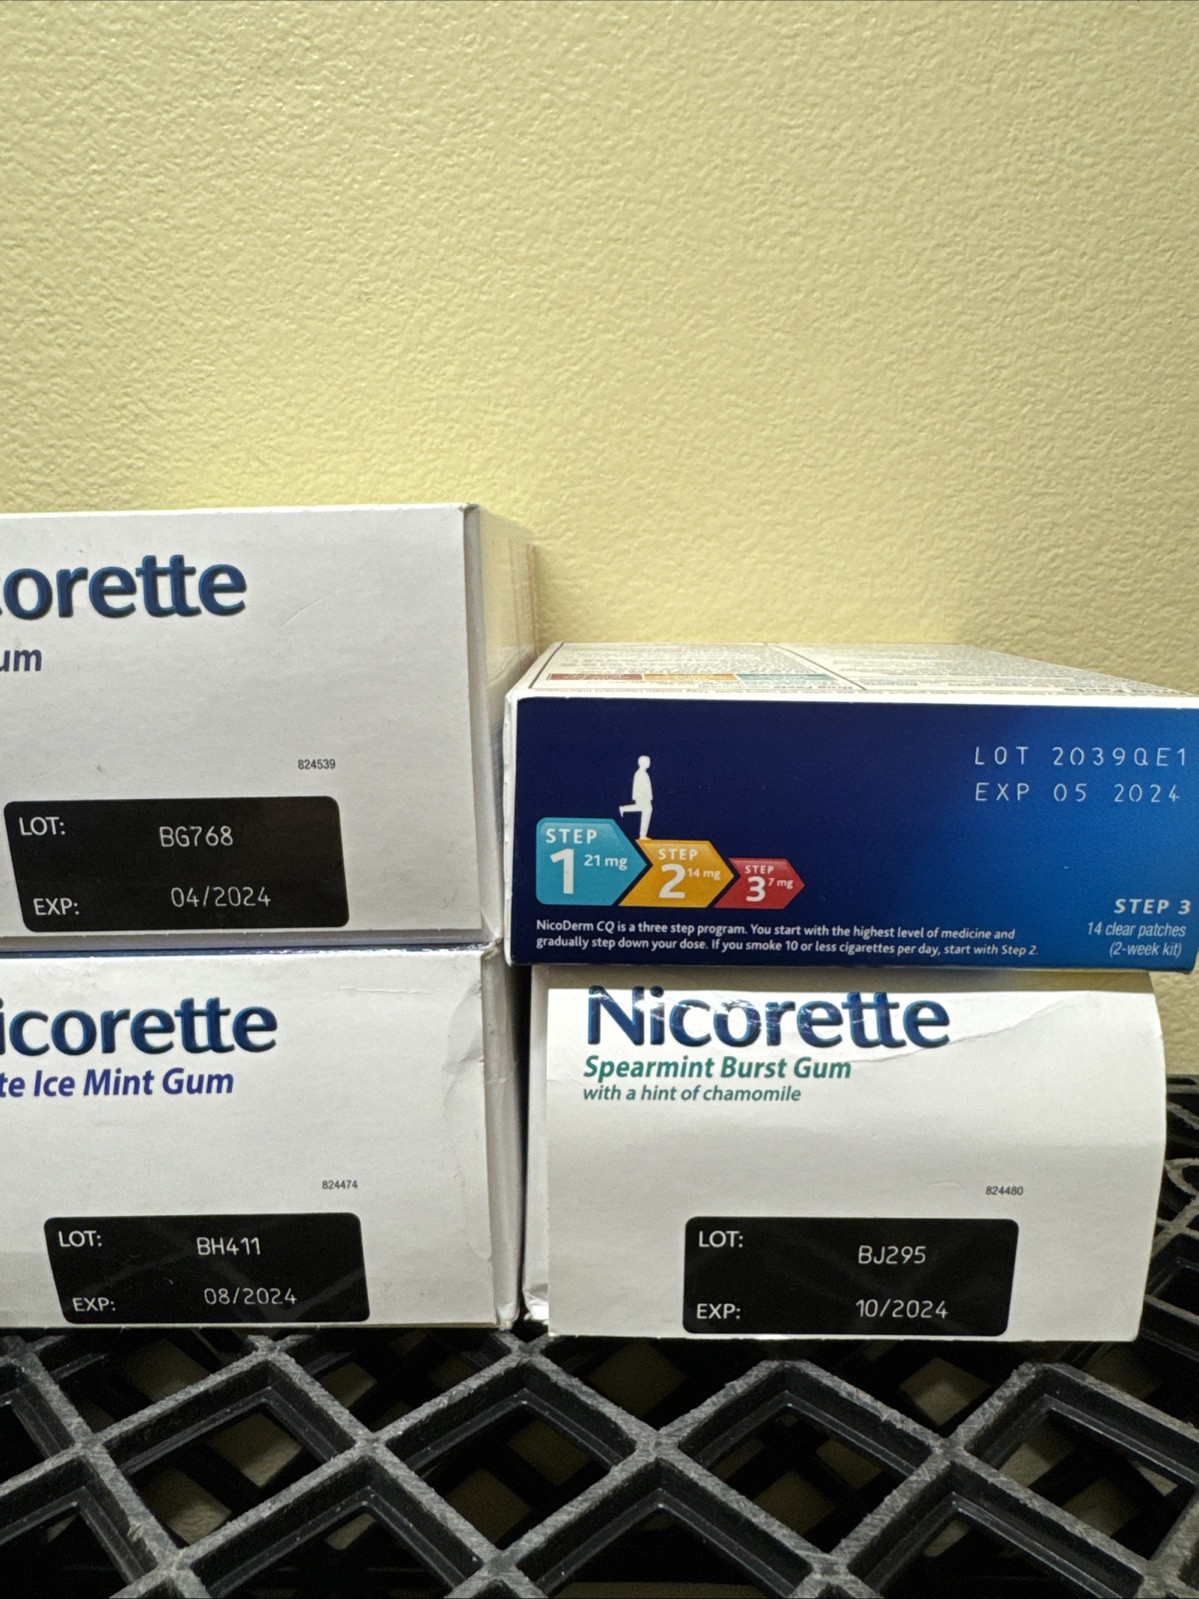 corette
um
824539
LOT: BG768
EXP: 04/2024
LOT 2039QE1
EXP 05 2024
STEP 1 21 mg
STEP 2 14 mg
STEP 3 7 mg
NicoDerm CQ is a three step program. You start with the highest level of medicine and
gradually step down your dose. If you smoke 10 or less cigarettes per day, start with Step 2.
STEP 3
14 clear patches
(2-week kit)
icorette
te Ice Mint Gum
824474
LOT: BH411
EXP: 08/2024
Nicorette
Spearmint Burst Gum
with a hint of chamomile
824480
LOT: BJ295
EXP: 10/2024